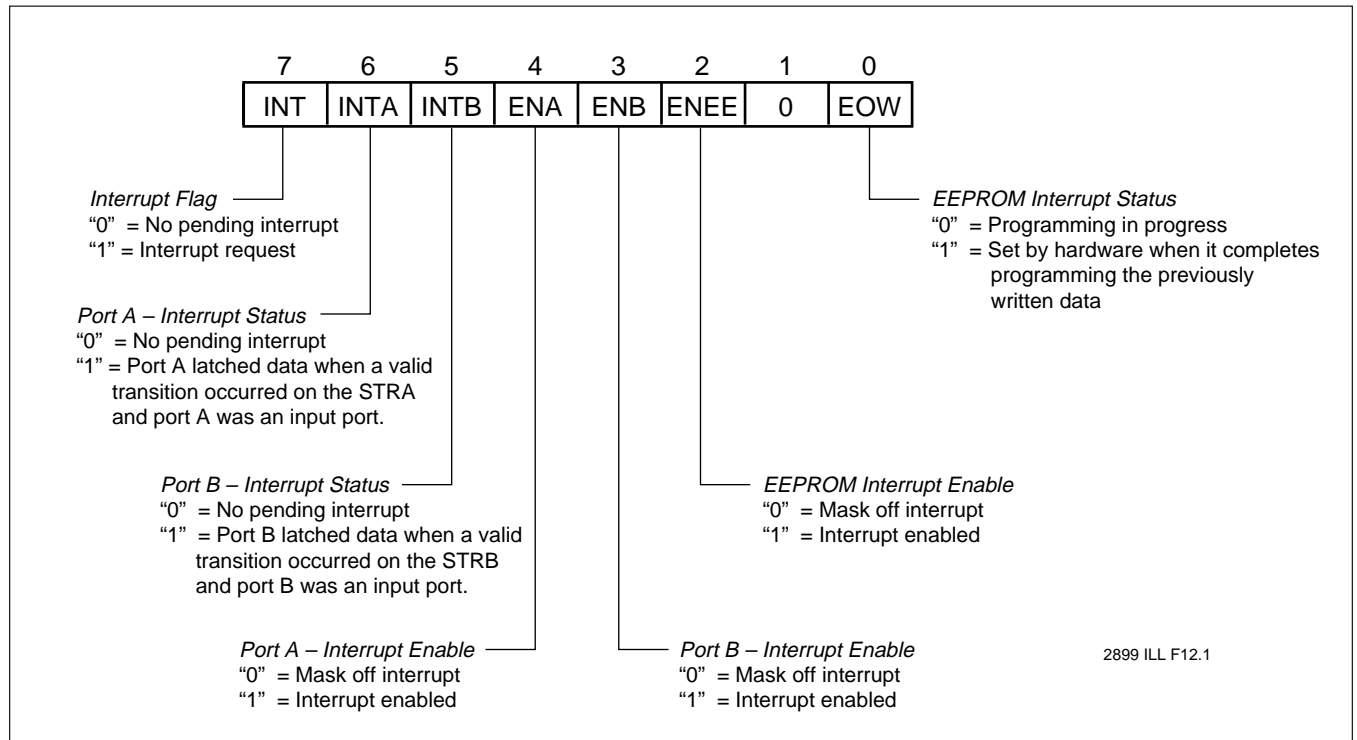 7 6 5 4 3 2 1 0
INT INTA INTB ENA ENB ENEE 0 EOW
Interrupt Flag
“0” = No pending interrupt
“1” = Interrupt request
EEPROM Interrupt Status
“0” = Programming in progress
“1” = Set by hardware when it completes
programming the previously
written data
Port A – Interrupt Status
“0” = No pending interrupt
“1” = Port A latched data when a valid
transition occurred on the STRA
and port A was an input port.
Port B – Interrupt Status
“0” = No pending interrupt
“1” = Port B latched data when a valid
transition occurred on the STRB
and port B was an input port.
EEPROM Interrupt Enable
“0” = Mask off interrupt
“1” = Interrupt enabled
Port A – Interrupt Enable
“0” = Mask off interrupt
“1” = Interrupt enabled
Port B – Interrupt Enable
“0” = Mask off interrupt
“1” = Interrupt enabled
2899 ILL F12.1